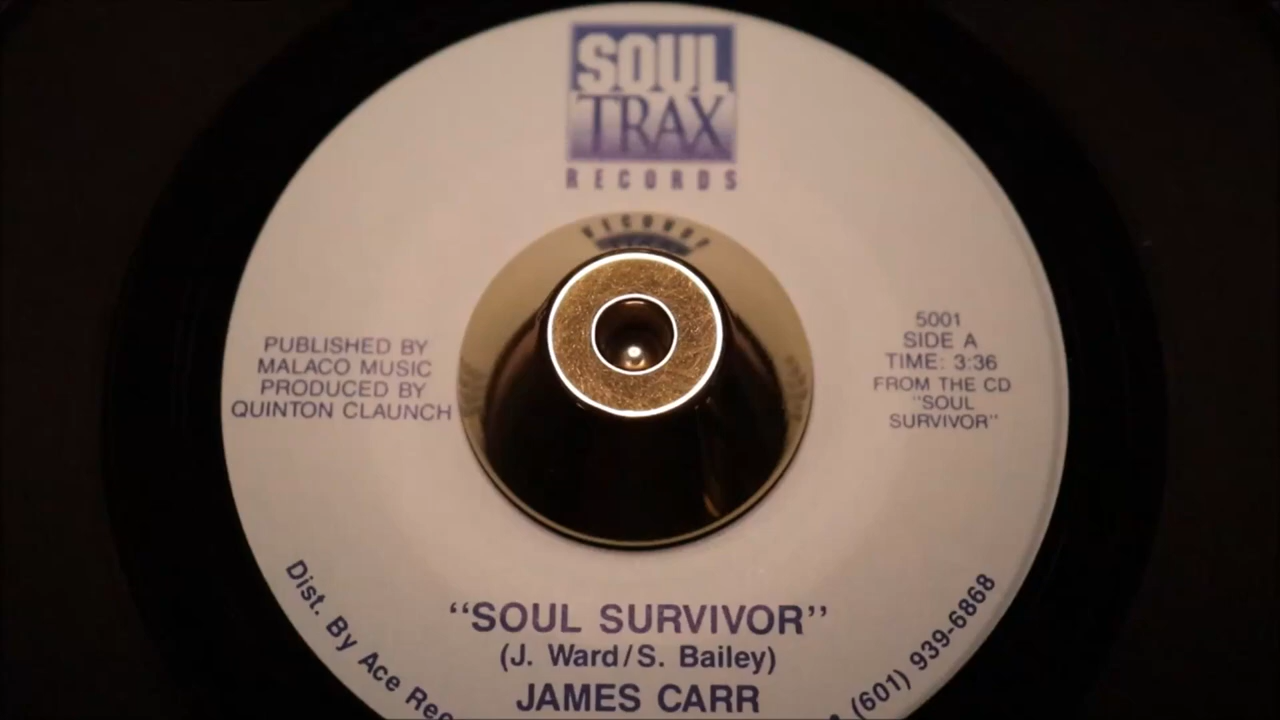 SOUL
TRAX
RECORDS
PUBLISHED BY
MALACO MUSIC
PRODUCED BY
QUINTON CLAUNCH
5001
SIDE A
TIME: 3:36
FROM THE CD
"SOUL
SURVIVOR"
"SOUL SURVIVOR"
(J. Ward/S. Bailey)
JAMES CARR
Dist. By Ace Rec
(601) 939-6868